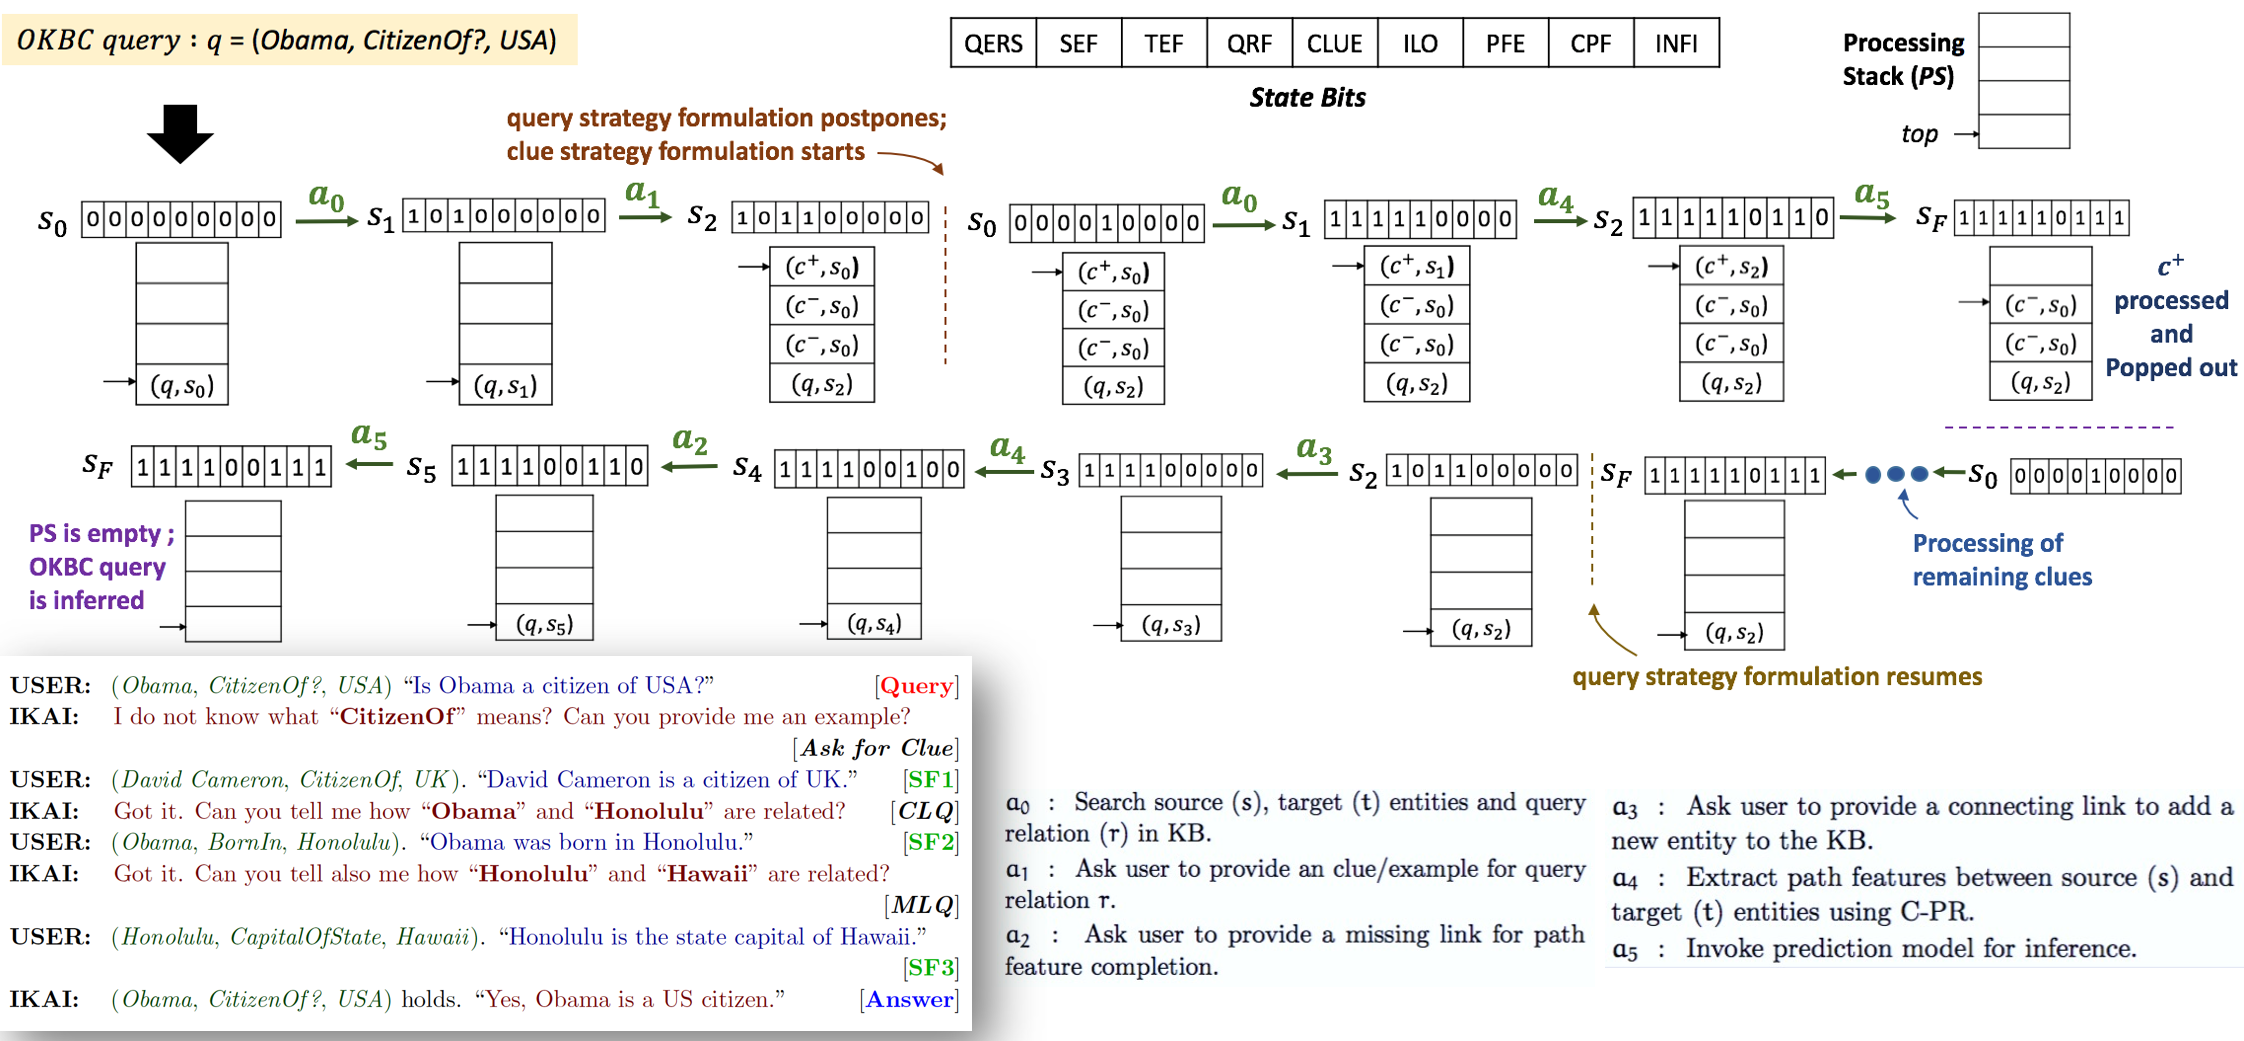 OKBC query : q = (Obama, CitizenOf?, USA)
QERS SEF TEF QRF CLUE ILO PFE CPF INFI
State Bits
Processing
Stack (PS)
top
query strategy formulation postpones;
clue strategy formulation starts
S0 0 0 0 0 0 0 0 0 0
a0
S1 1 0 1 0 0 0 0 0 0
a1
S2 1 0 1 1 0 0 0 0 0
S0 0 0 0 0 1 0 0 0 0
a0
S1 1 1 1 1 1 0 0 0 0
a4
S2 1 1 1 1 1 0 1 1 0
a5
SF 1 1 1 1 1 0 1 1 1
(q, s0)
(q, s1)
(c+, s0)
(c−, s0)
(c−, s0)
(q, s2)
(c+, s0)
(c−, s0)
(c−, s0)
(q, s2)
(c+, s1)
(c−, s0)
(c−, s0)
(q, s2)
(c+, s2)
(c−, s0)
(c−, s0)
(q, s2)
(c−, s0)
(c−, s0)
(q, s2)
c+
processed
and
Popped out
SF 1 1 1 1 0 0 1 1 1
a5
S5 1 1 1 1 0 0 1 1 0
a2
S4 1 1 1 1 0 0 1 0 0
a4
S3 1 1 1 1 0 0 0 0 0
a3
S2 1 0 1 1 0 0 0 0 0
SF 1 1 1 1 1 0 1 1 1
S0 0 0 0 0 1 0 0 0 0
PS is empty ;
OKBC query
is inferred
(q, s5)
(q, s4)
(q, s3)
(q, s2)
(q, s2)
Processing of
remaining clues
query strategy formulation resumes
USER: (Obama, CitizenOf?, USA) “Is Obama a citizen of USA?” [Query]
IKAI: I do not know what “CitizenOf” means? Can you provide me an example?
[Ask for Clue]
USER: (David Cameron, CitizenOf, UK). “David Cameron is a citizen of UK.” [SF1]
IKAI: Got it. Can you tell me how “Obama” and “Honolulu” are related? [CLQ]
USER: (Obama, BornIn, Honolulu). “Obama was born in Honolulu.” [SF2]
IKAI: Got it. Can you tell also me how “Honolulu” and “Hawaii” are related?
[MLQ]
USER: (Honolulu, CapitalOfState, Hawaii). “Honolulu is the state capital of Hawaii.”
[SF3]
IKAI: (Obama, CitizenOf?, USA) holds. “Yes, Obama is a US citizen.” [Answer]
a0 : Search source (s), target (t) entities and query
relation (r) in KB.
a1 : Ask user to provide an clue/example for query
relation r.
a2 : Ask user to provide a missing link for path
feature completion.
a3 : Ask user to provide a connecting link to add a
new entity to the KB.
a4 : Extract path features between source (s) and
target (t) entities using C-PR.
a5 : Invoke prediction model for inference.